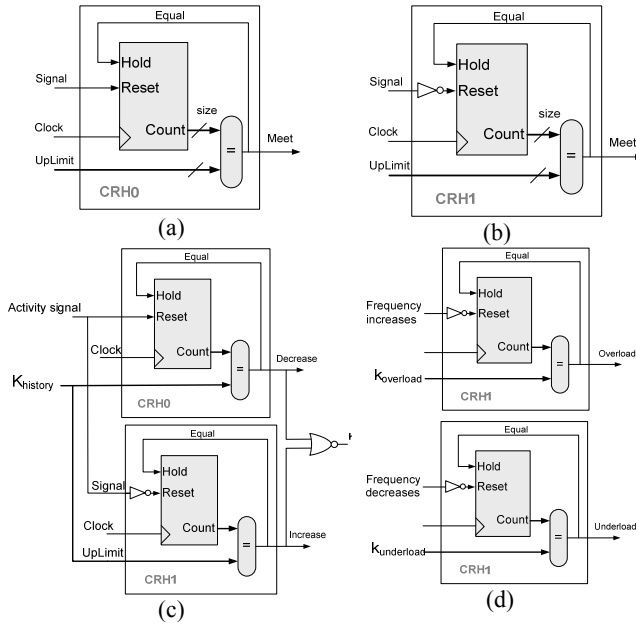 Equal
Hold
Signal
Reset
size
Clock
Count
=
Meet
UpLimit
CRH0
(a)
Equal
Hold
Signal
Reset
size
Clock
Count
=
Meet
UpLimit
CRH1
(b)
Equal
Hold
Activity signal
Reset
Clock
Count
=
Decrease
Khistory
CRH0
Equal
Hold
Signal
Reset
Clock
Count
=
Increase
UpLimit
CRH1
(c)
Equal
Hold
Frequency
increases
Reset
Count
=
Overload
koverload
CRH1
Equal
Hold
Frequency
decreases
Reset
Count
=
Underload
kunderload
CRH1
(d)